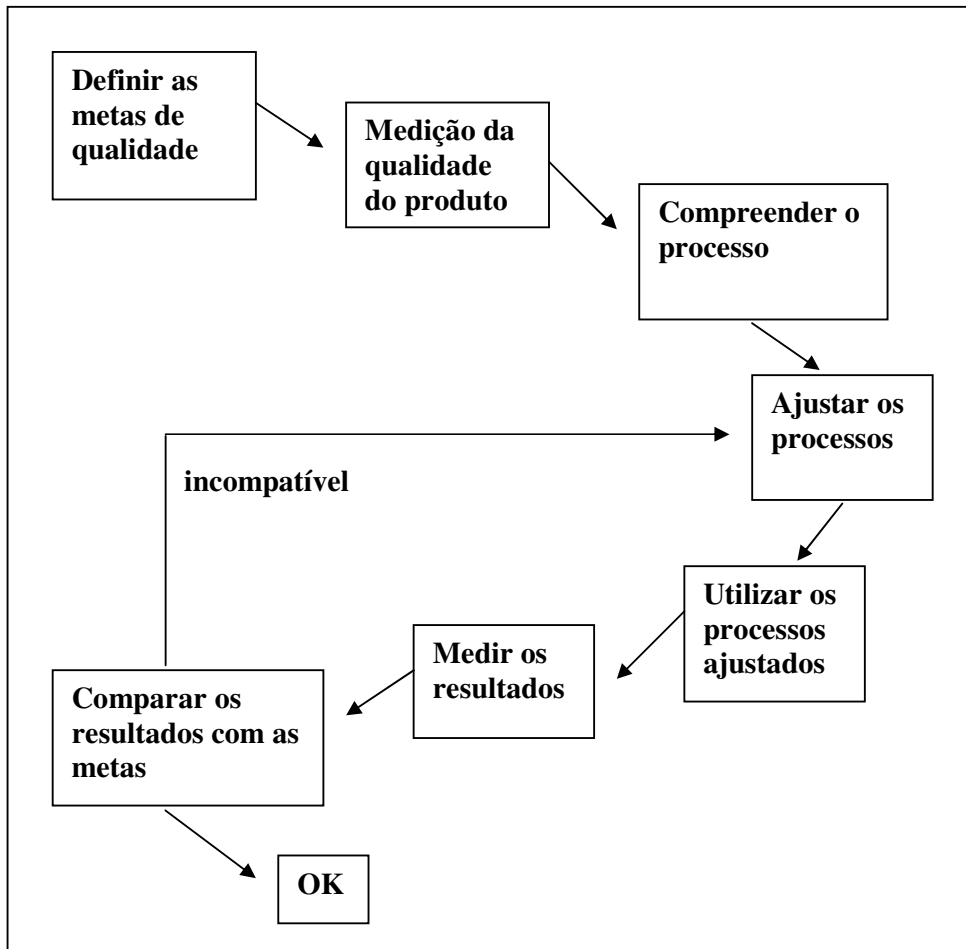 Definir as
metas de
qualidade
Medição da
qualidade
do produto
Compreender o
processo
Ajustar os
processos
incompatível
Utilizar os
processos
ajustados
Medir os
resultados
Comparar os
resultados com as
metas
OK